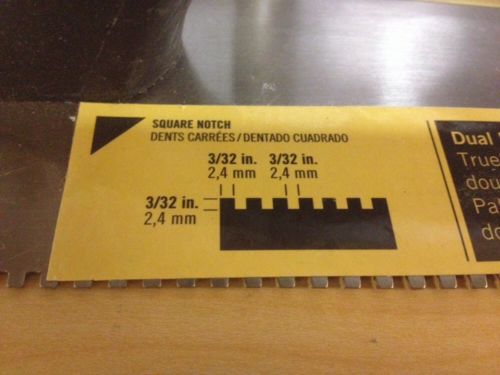 SQUARE NOTCH
DENTS CARRÉES/DENTADO CUADRADO
3/32 in. 3/32 in.
2,4 mm 2,4 mm
3/32 in.
2,4 mm
Dual
True
dou
Pal
do